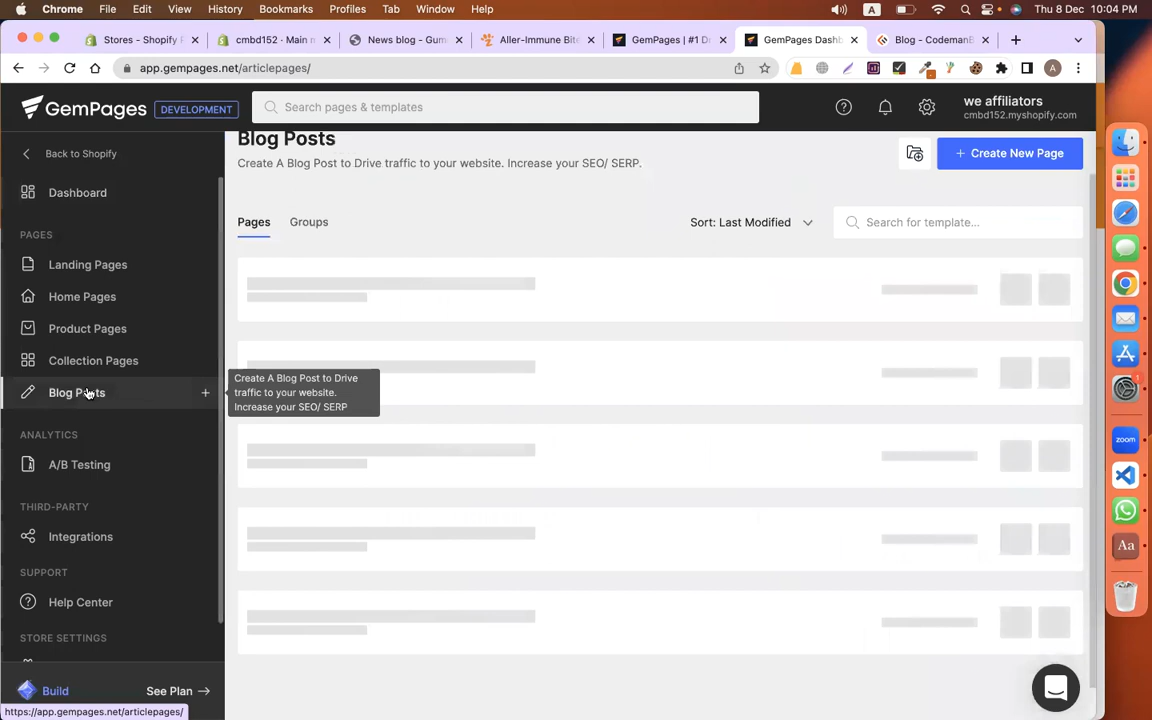 Chrome File Edit View History Bookmarks Profiles Tab Window Help A Thu 8 Dec 10:04 PM
Stores - Shopify P cmbd152 · Main n News blog - Gum Aller-Immune Bite GemPages | #1 D GemPages Dashb Blog - CodemanB
app.gempages.net/articlepages/ A
GemPages DEVELOPMENT Search pages & templates we affiliators
cmbd152.myshopify.com
Back to Shopify
Dashboard
PAGES
Landing Pages
Home Pages
Product Pages
Collection Pages
Blog Posts +
ANALYTICS
A/B Testing
THIRD-PARTY
Integrations
SUPPORT
Help Center
STORE SETTINGS
Build See Plan →
https://app.gempages.net/articlepages/
Blog Posts
Create A Blog Post to Drive traffic to your website. Increase your SEO/ SERP.
+ Create New Page
Pages Groups Sort: Last Modified Search for template...
Create A Blog Post to Drive
traffic to your website.
Increase your SEO/ SERP
1
zoom
Aa